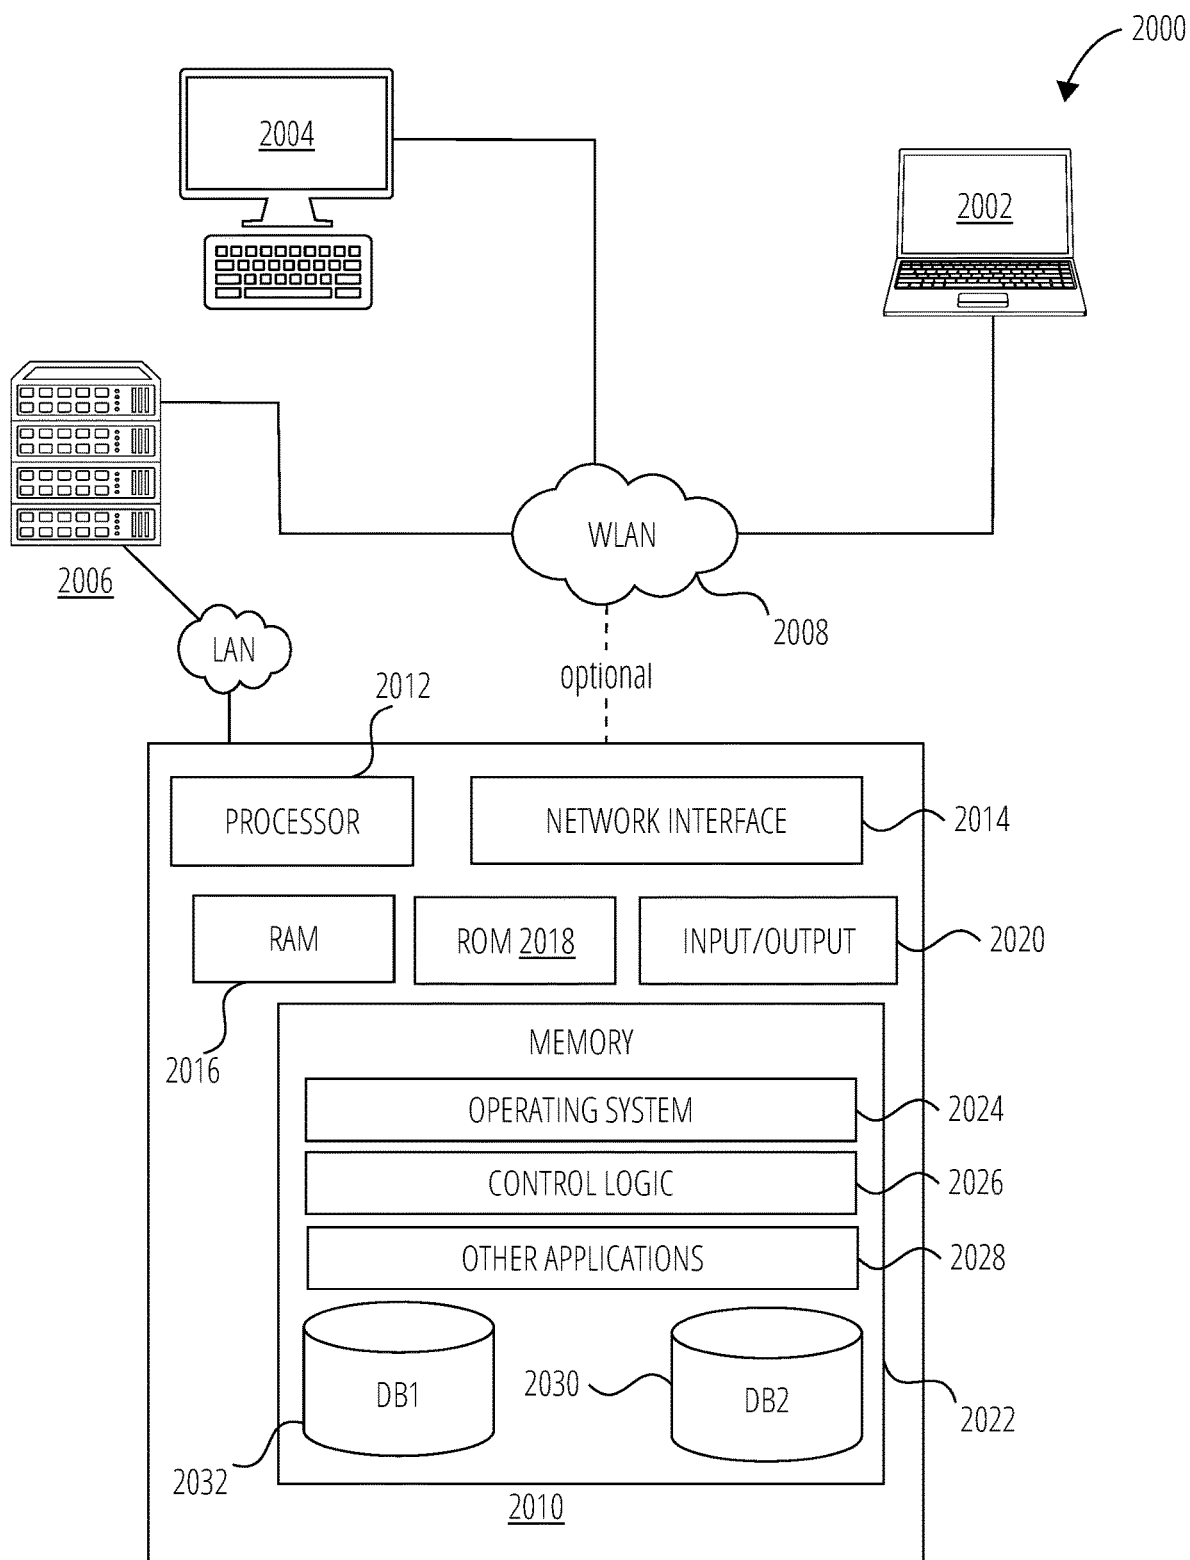 2000
2004
2002
2006
WLAN
2008
LAN
optional
2012
PROCESSOR
NETWORK INTERFACE
2014
RAM
ROM 2018
INPUT/OUTPUT
2020
2016
MEMORY
OPERATING SYSTEM
2024
CONTROL LOGIC
2026
OTHER APPLICATIONS
2028
DB1
2030
DB2
2022
2032
2010